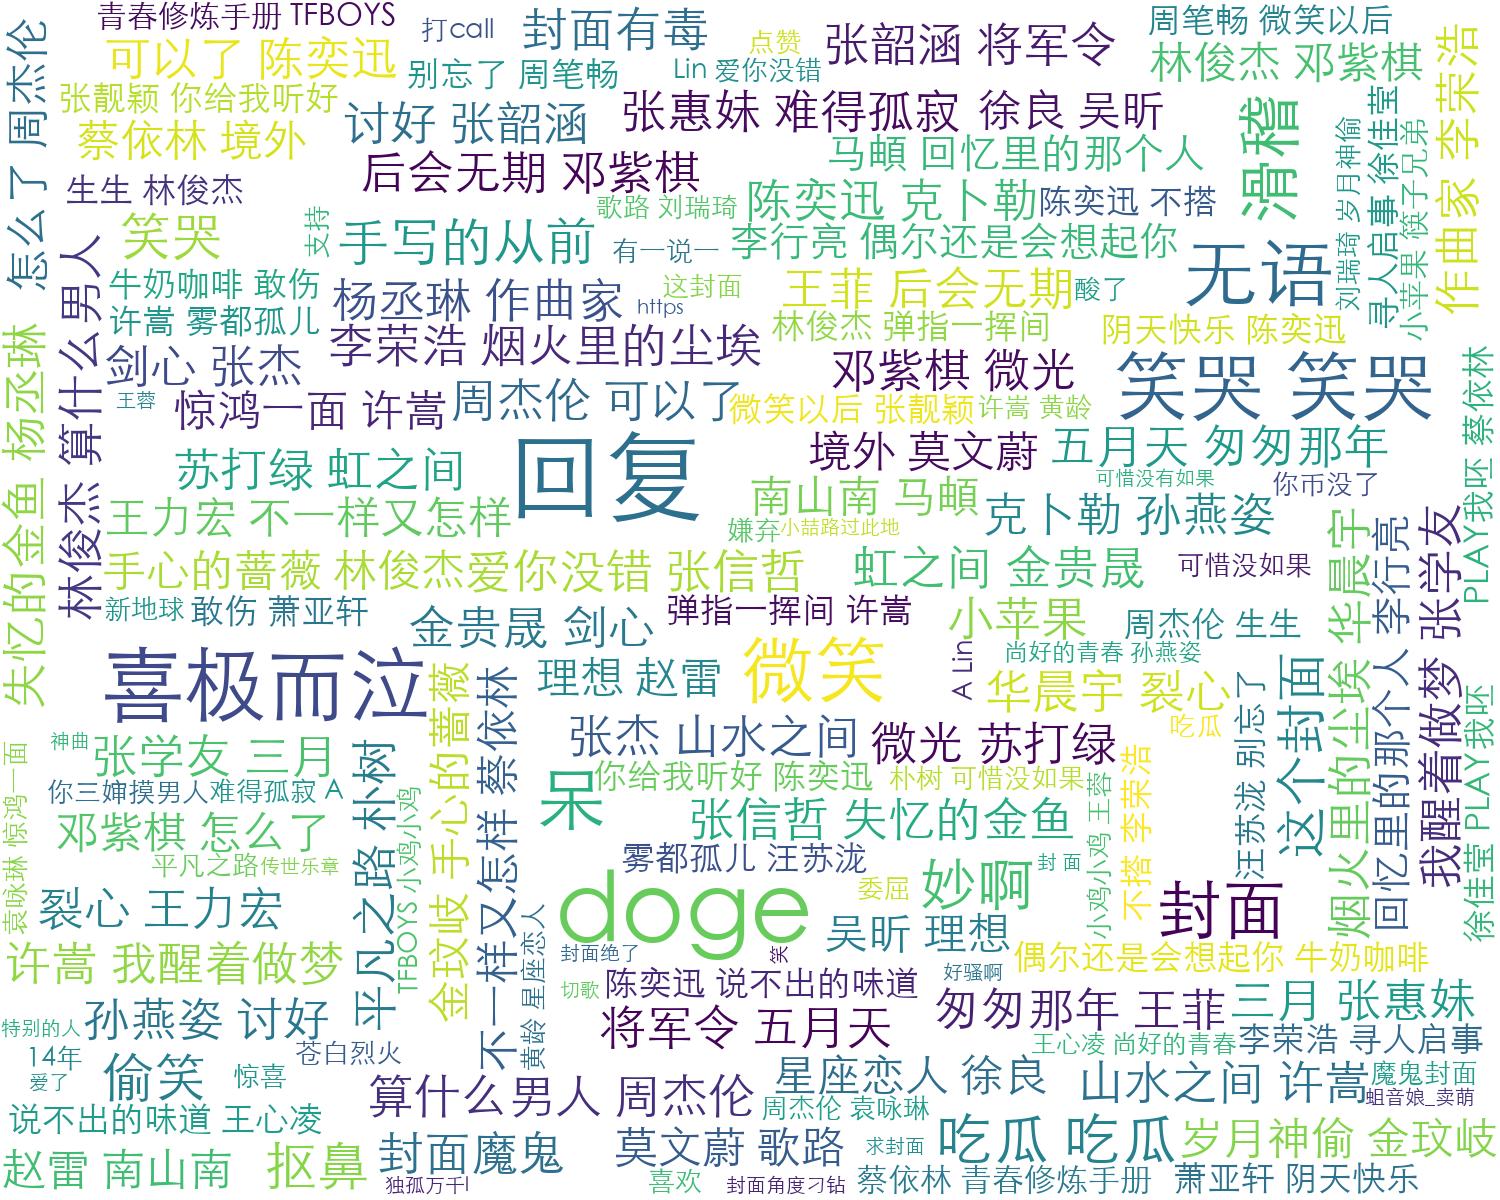 青春修炼手册 TFBOYS
打call
封面有毒
点赞
张韶涵 将军令
周笔畅 微笑以后
可以了 陈奕迅
别忘了 周笔畅
Lin 爱你没错
林俊杰 邓紫棋
作曲家 李荣浩
怎么了 周杰伦
张靓颖 你给我听好
讨好 张韶涵
张惠妹 难得孤寂
徐良 吴昕
滑稽
寻人启事 徐佳莹
蔡依林 境外
后会无期 邓紫棋
马頔 回忆里的那个人
刘瑞琦 岁月神偷
小苹果 筷子兄弟
生生 林俊杰
歌路 刘瑞琦
陈奕迅 克卜勒
陈奕迅 不搭
笑哭
支持
手写的从前
有一说一
李行亮 偶尔还是会想起你
无语
林俊杰 算什么男人
牛奶咖啡 敢伤
杨丞琳 作曲家
https
这封面
王菲 后会无期
酸了
许嵩 雾都孤儿
李荣浩 烟火里的尘埃
林俊杰 弹指一挥间
阴天快乐 陈奕迅
失忆的金鱼 杨丞琳
剑心 张杰
邓紫棋 微光
笑哭 笑哭
PLAY我呸 蔡依林
王蓉
惊鸿一面 许嵩
周杰伦 可以了
微笑以后 张靓颖
许嵩 黄龄
回复
境外 莫文蔚
五月天 匆匆那年
苏打绿 虹之间
可惜没有如果
你币没了
南山南 马頔
克卜勒 孙燕姿
王力宏 不一样又怎样
嫌弃
小喆路过此地
华晨宇 烟火里的尘埃
李行亮 回忆里的那个人
张学友 我醒着做梦
手心的蔷薇 林俊杰
爱你没错 张信哲
虹之间 金贵晟
可惜没如果
新地球
敢伤 萧亚轩
金贵晟 剑心
弹指一挥间 许嵩
小苹果
周杰伦 生生
喜极而泣
金玟岐 手心的蔷薇
不一样又怎样 蔡依林
理想 赵雷
微笑
A Lin
尚好的青春 孙燕姿
华晨宇 裂心
汪苏泷 别忘了
这个封面
徐佳莹 PLAY我呸
神曲
张学友 三月
平凡之路 朴树
张杰 山水之间
微光 苏打绿
吃瓜
袁咏琳 惊鸿一面
你三婶摸男人
难得孤寂 A
TFBOYS 小鸡小鸡
呆
你给我听好 陈奕迅
朴树 可惜没如果
小鸡小鸡 王蓉
不搭 李荣浩
邓紫棋 怎么了
张信哲 失忆的金鱼
平凡之路
传世乐章
雾都孤儿 汪苏泷
封 面
裂心 王力宏
doge
委屈
妙啊
封面
黄龄 星座恋人
吴昕 理想
许嵩 我醒着做梦
封面绝了
笑
偶尔还是会想起你 牛奶咖啡
好骚啊
切歌
陈奕迅 说不出的味道
匆匆那年 王菲
三月 张惠妹
特别的人
孙燕姿 讨好
将军令 五月天
王心凌 尚好的青春
李荣浩 寻人启事
14年
偷笑
苍白烈火
爱了
惊喜
星座恋人 徐良
山水之间 许嵩
魔鬼封面
蛆音娘_卖萌
算什么男人 周杰伦
周杰伦 袁咏琳
说不出的味道 王心凌
吃瓜 吃瓜
岁月神偷 金玟岐
赵雷 南山南
抠鼻
封面魔鬼
莫文蔚 歌路
求封面
独孤万千l
喜欢
封面角度刁钻
蔡依林 青春修炼手册
萧亚轩 阴天快乐